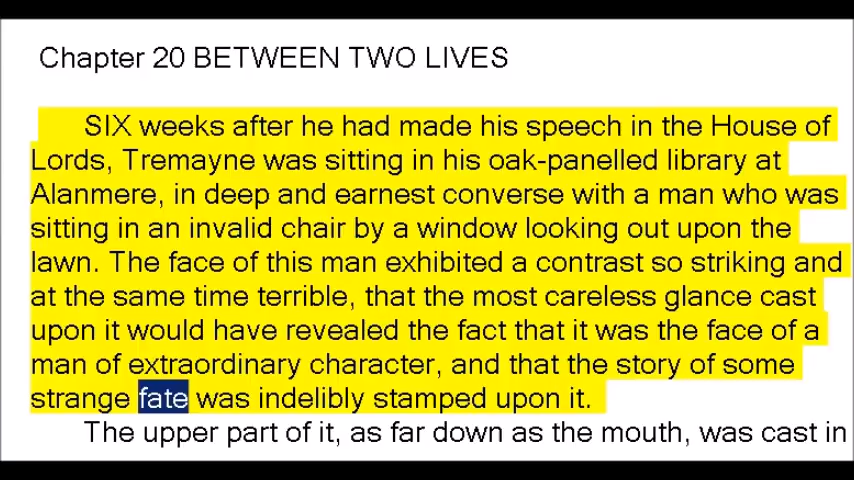 Chapter 20 BETWEEN TWO LIVES
SIX weeks after he had made his speech in the House of
Lords, Tremayne was sitting in his oak-panelled library at
Alanmere, in deep and earnest converse with a man who was
sitting in an invalid chair by a window looking out upon the
lawn. The face of this man exhibited a contrast so striking and
at the same time terrible, that the most careless glance cast
upon it would have revealed the fact that it was the face of a
man of extraordinary character, and that the story of some
strange fate was indelibly stamped upon it.
The upper part of it, as far down as the mouth, was cast in